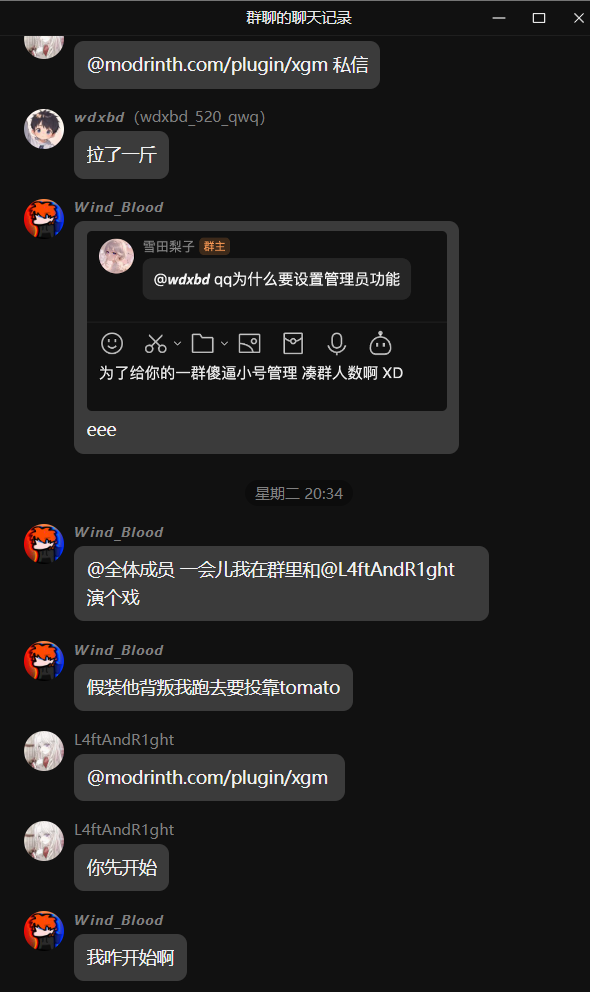 群聊的聊天记录
@modrinth.com/plugin/xgm 私信
wdxbd（wdxbd_520_qwq）
拉了一斤
Wind_Blood
雪田梨子 群主
@wdxbd qq为什么要设置管理员功能
为了给你的一群傻逼小号管理 凑群人数啊 XD
eee
星期二 20:34
Wind_Blood
@全体成员 一会儿我在群里和@L4ftAndR1ght
演个戏
Wind_Blood
假装他背叛我跑去要投靠tomato
L4ftAndR1ght
@modrinth.com/plugin/xgm
L4ftAndR1ght
你先开始
Wind_Blood
我咋开始啊